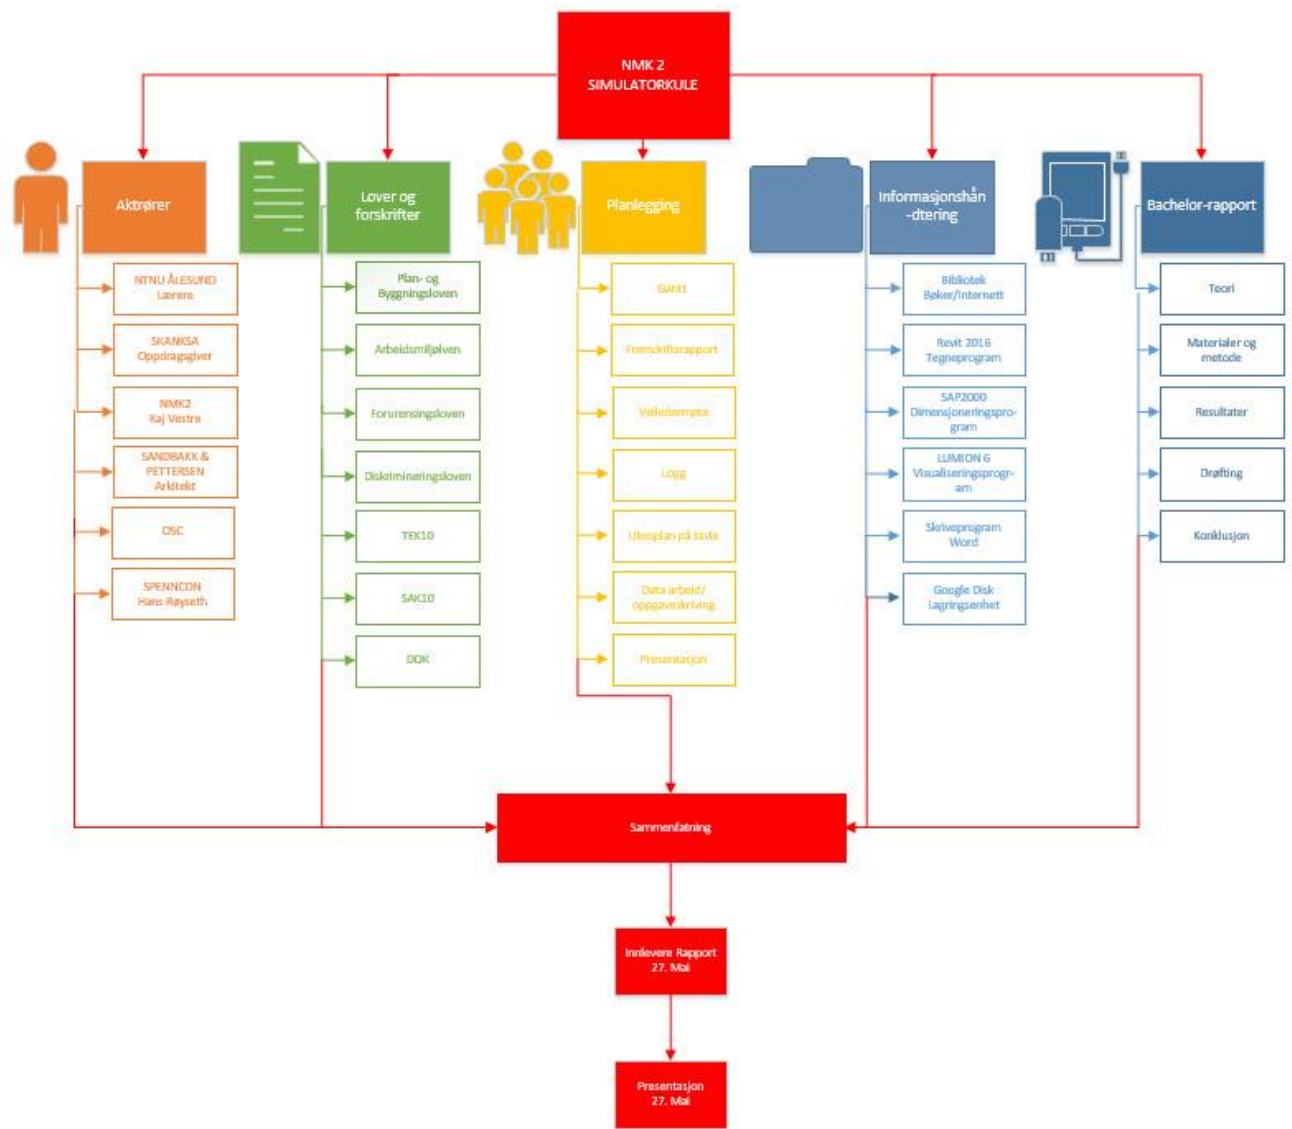 NMK 2
SIMULATORKULE
Aktrører
Lover og
forskrifter
Planlegging
Informasjonshån
-dtering
Bachelor-rapport
NTNU ÅLESUND
Lærere
SKANKSA
Oppdragsgiver
NMK2
Kaj Vestre
SANDBAKK &
PETTERSEN
Arkitekt
OSC
SPENNCON
Hans Røyseth
Plan- og
Byggningsloven
Arbeidsmiljølven
Forurensingsloven
Diskrimineringsloven
TEK10
SAK10
DOK
Gantt
Fremdriftsrapport
Veiledermøte
Logg
Ukesplan på tavle
Data arbeid/
oppgaveskriving
Presentasjon
Bibliotek
Bøker/Internett
Revit 2016
Tegneprogram
SAP2000
Dimensjoneringspro-
gram
LUMION 6
Visualiseringsprogr-
am
Skriveprogram
Word
Google Disk
Lagringsenhet
Teori
Materialer og
metode
Resultater
Drøfting
Konklusjon
Sammenfatning
Innlevere Rapport
27. Mai
Presentasjon
27. Mai